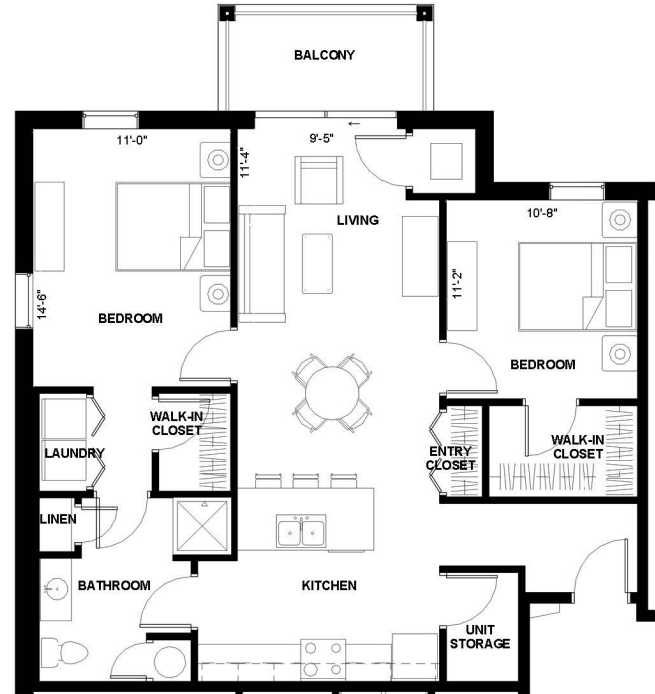 BALCONY
11'-0"
9'-5"
11'-4"
LIVING
10'-8"
11'-2"
14'-6"
BEDROOM
BEDROOM
WALK-IN
CLOSET
LAUNDRY
ENTRY
CLOSET
WALK-IN
CLOSET
LINEN
BATHROOM
KITCHEN
UNIT
STORAGE